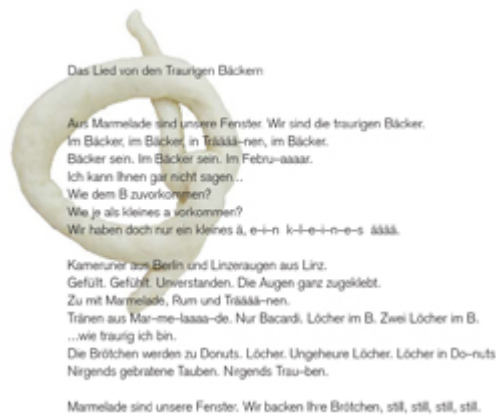 Das Lied von den Traurigen Bäckern
Aus Marmelade sind unsere Fenster. Wir sind die traurigen Bäcker.
Im Bäcker, im Bäcker, in Träääă-nen, im Bäcker.
Bäcker sein. Im Bäcker sein. Im Febru-aaaar.
Ich kann Ihnen gar nicht sagen...
Wie dem B zuvorkommen?
Wie je als kleines a vorkommen?
Wir haben doch nur ein kleines ä, e-i-n k-l-e-i-n-e-s ääää.
Kameruner aus Berlin und Linzeraugen aus Linz.
Gefüllt. Gefühlt. Unverstanden. Die Augen ganz zugeklebt.
Zu mit Marmelade, Rum und Träääă-nen.
Tränen aus Mar-me-laaaa-de. Nur Bacardi. Löcher im B. Zwei Löcher im B.
...wie traurig ich bin.
Die Brötchen werden zu Donuts. Löcher. Ungeheure Löcher. Löcher in Do-nuts
Nirgends gebratene Tauben. Nirgends Trau-ben.
Marmelade sind unsere Fenster. Wir backen Ihre Brötchen, still, still, still, still.